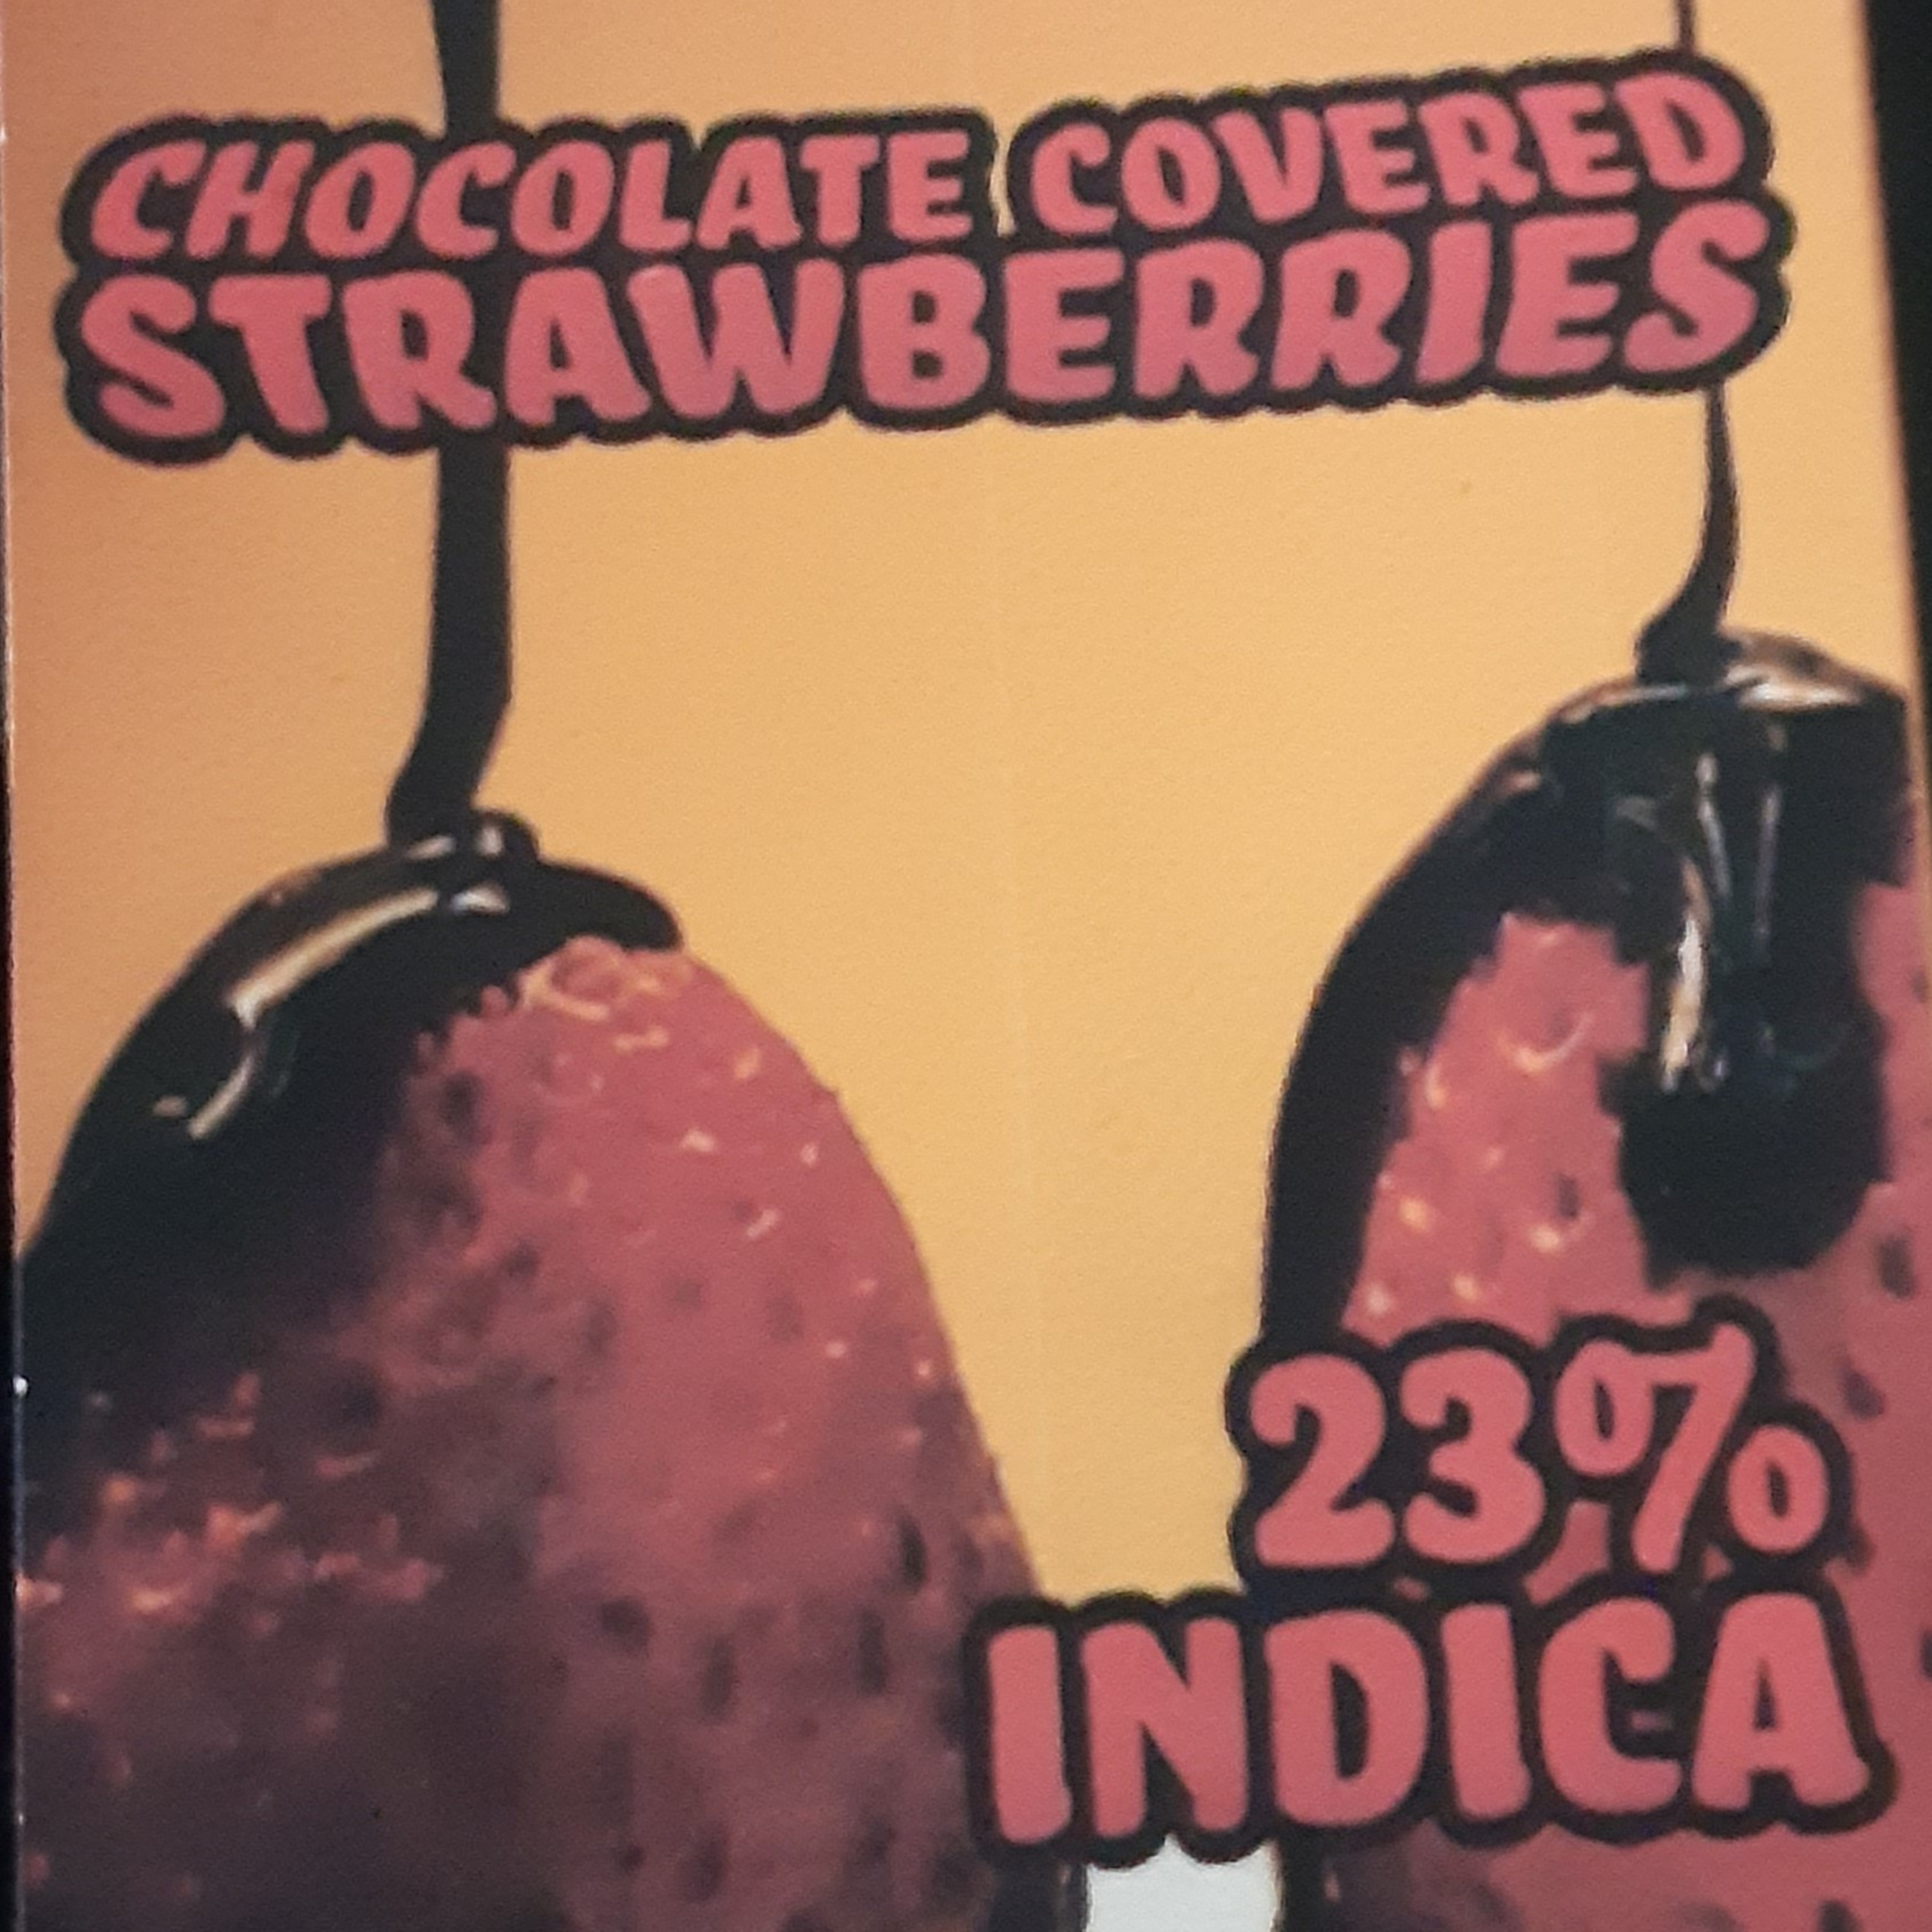 CHOCOLATE COVERED
STRAWBERRIES
23%
INDICA